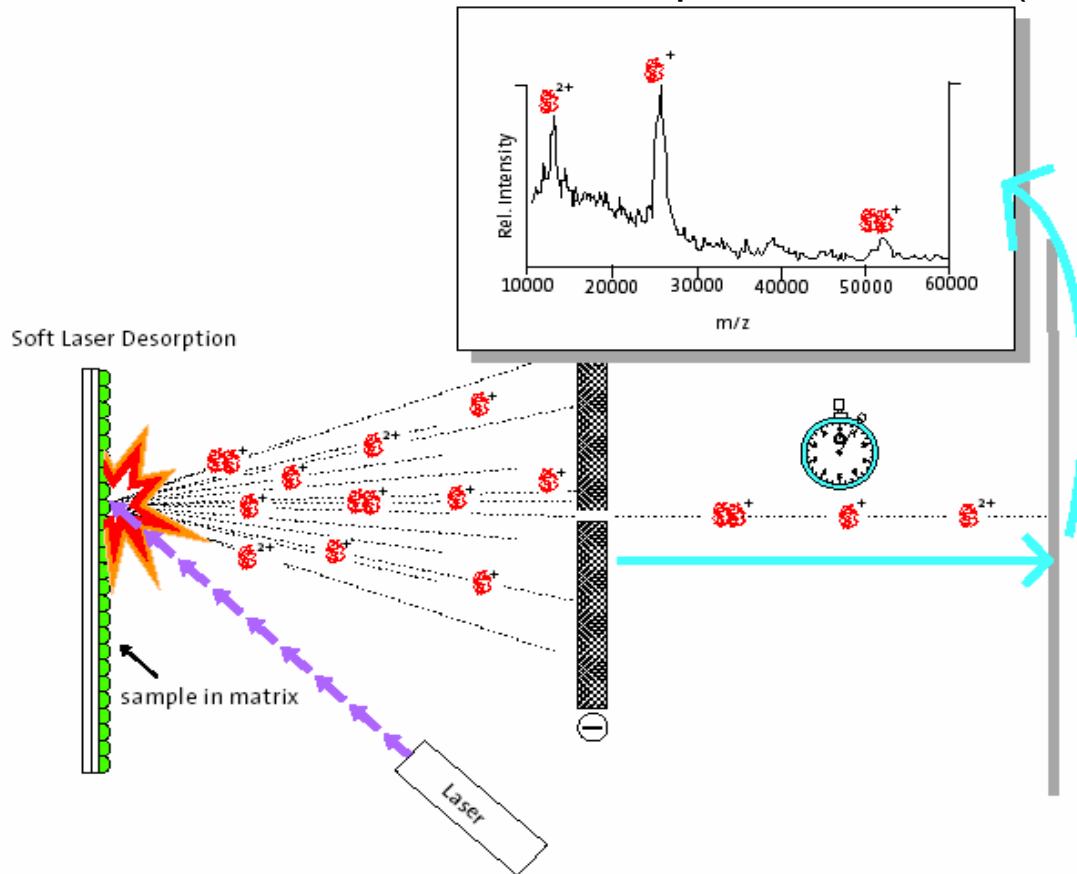 2+
+
+
Rel. Intensity
10000 20000 30000 40000 50000 60000
m/z
Soft Laser Desorption
+
2+
+
+
+
+
+
+
+
2+
2+
+
+
sample in matrix
Laser